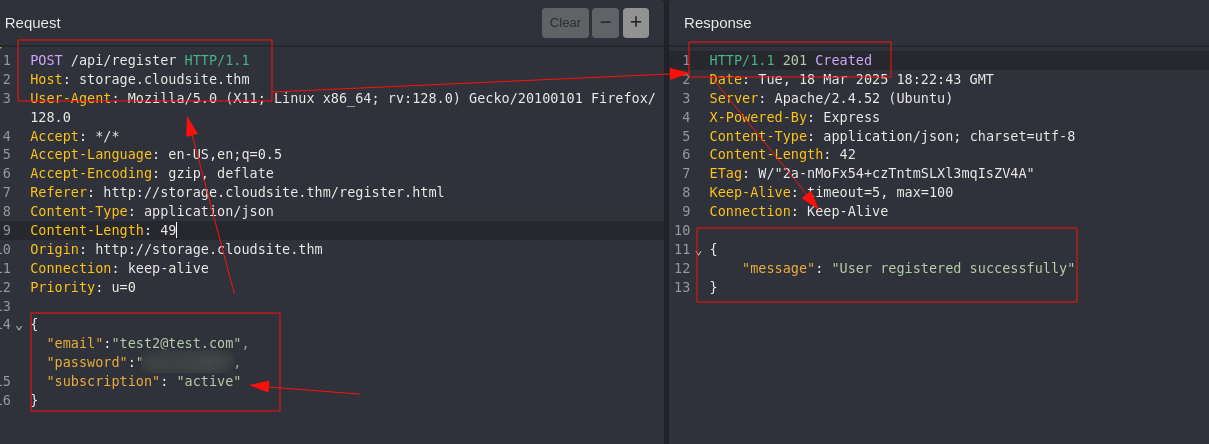 Request
Clear
− +
1 POST /api/register HTTP/1.1
2 Host: storage.cloudsite.thm
3 User-Agent: Mozilla/5.0 (X11; Linux x86_64; rv:128.0) Gecko/20100101 Firefox/
128.0
4 Accept: */*
5 Accept-Language: en-US,en;q=0.5
6 Accept-Encoding: gzip, deflate
7 Referer: http://storage.cloudsite.thm/register.html
8 Content-Type: application/json
9 Content-Length: 49
10 Origin: http://storage.cloudsite.thm
11 Connection: keep-alive
12 Priority: u=0
13
14 {
"email":"test2@test.com",
"password":" ,
15 "subscription": "active"
16 }
Response
1 HTTP/1.1 201 Created
2 Date: Tue, 18 Mar 2025 18:22:43 GMT
3 Server: Apache/2.4.52 (Ubuntu)
4 X-Powered-By: Express
5 Content-Type: application/json; charset=utf-8
6 Content-Length: 42
7 ETag: W/"2a-nMoFx54+czTntmSLXl3mqIsZV4A"
8 Keep-Alive: timeout=5, max=100
9 Connection: Keep-Alive
10
11 {
12 "message": "User registered successfully"
13 }